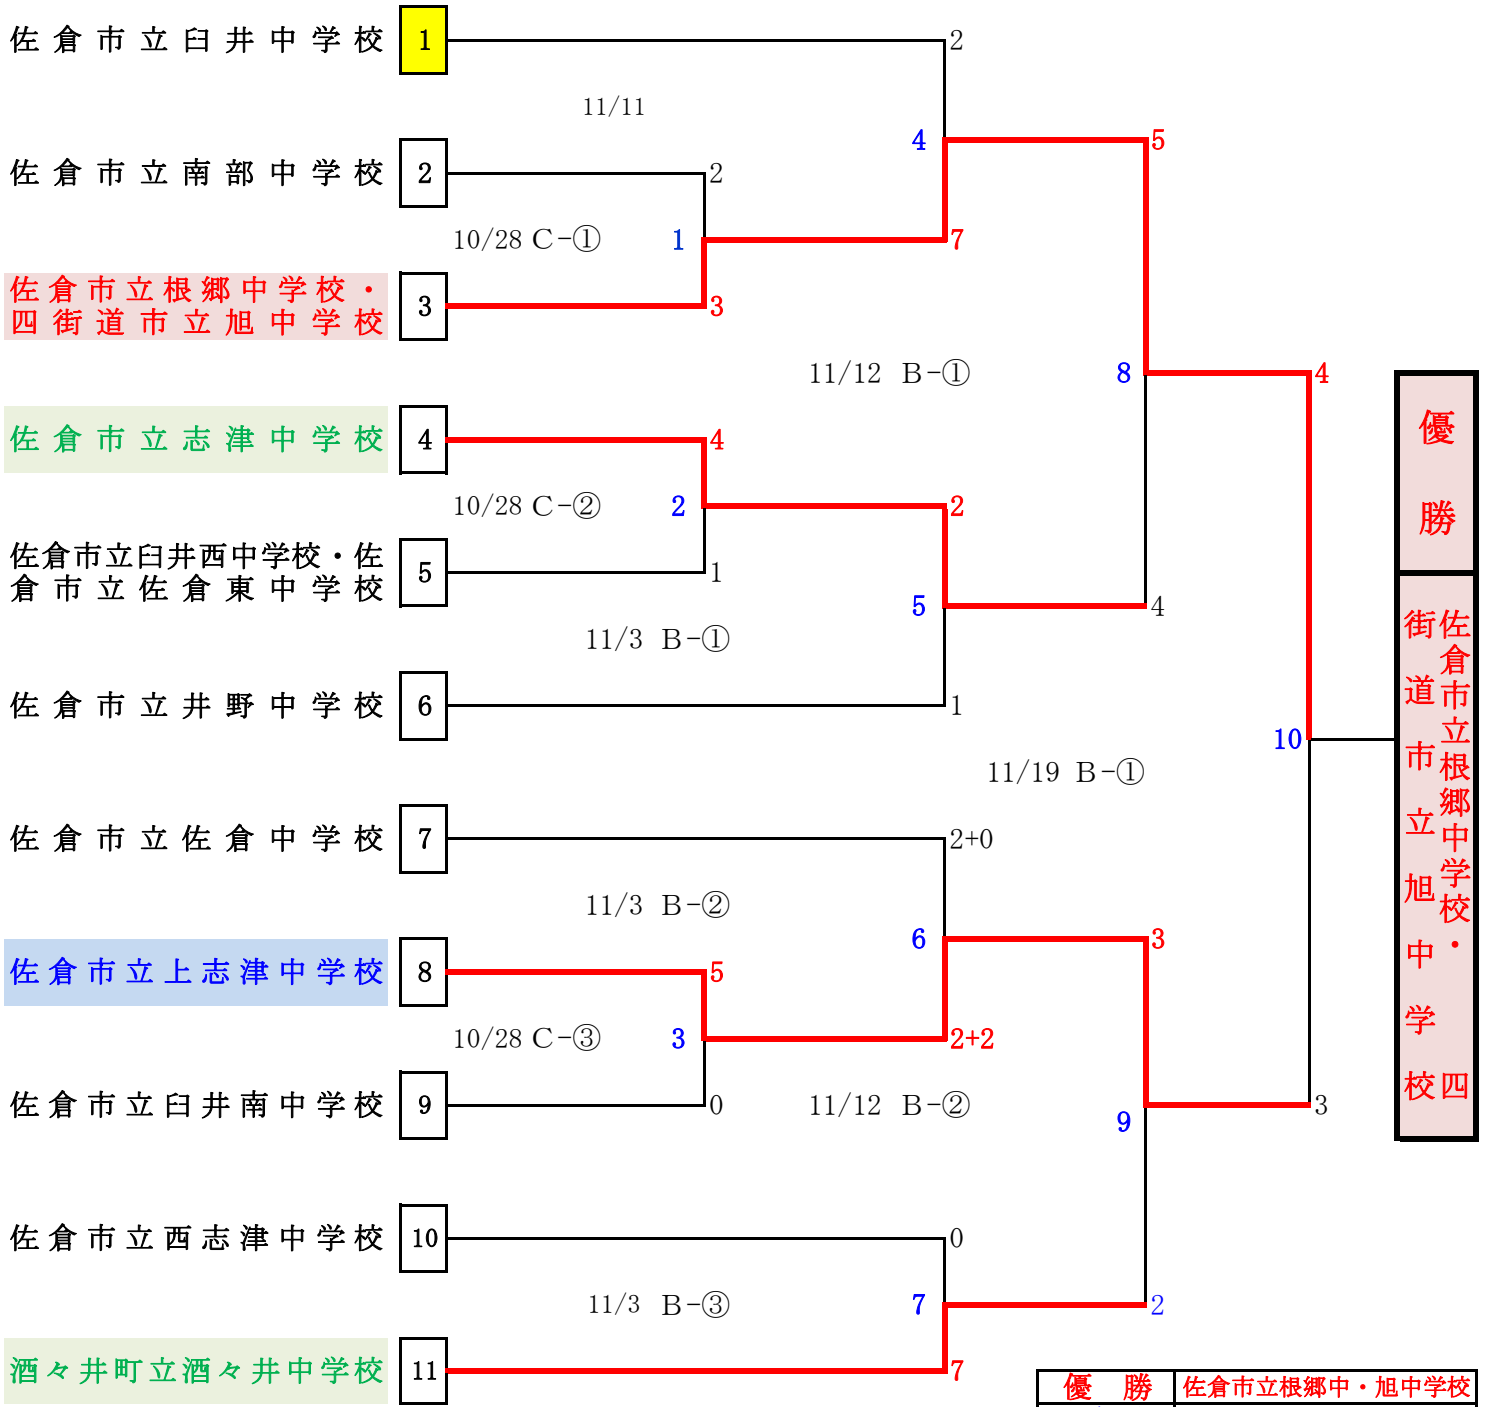 佐倉市立臼井中学校 1 2
11/11
4 5
佐倉市立南部中学校 2 2
10/28 C-① 1 7
佐倉市立根郷中学校・
四街道市立旭中学校 3 3
11/12 B-① 8 4
佐倉市立志津中学校 4 4
10/28 C-② 2 2
佐倉市立臼井西中学校・佐
倉市立佐倉東中学校 5 1
5 4
11/3 B-①
佐倉市立井野中学校 6 1
10
11/19 B-①
佐倉市立佐倉中学校 7 2+0
11/3 B-②
6 3
佐倉市立上志津中学校 8 5
10/28 C-③ 3 2+2
佐倉市立臼井南中学校 9 0
11/12 B-② 9 3
佐倉市立西志津中学校 10 0
11/3 B-③ 7 2
酒々井町立酒々井中学校 11 7
優勝
佐倉市立根郷中学校・四
街道市立旭中学校
優 勝 佐倉市立根郷中・旭中学校